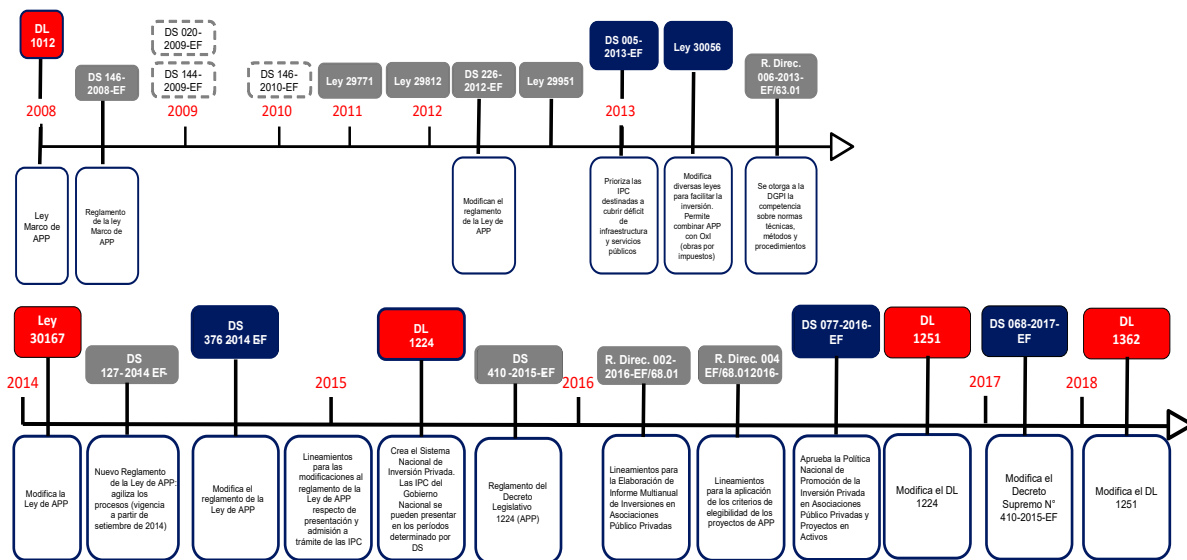 DL
1012
DS 146-
2008-EF
DS 020-
2009-EF
DS 144-
2009-EF
DS 146-
2010-EF
Ley 29771
Ley 29812
DS 226-
2012-EF
Ley 29951
DS 005-
2013-EF
Ley 30056
R. Direc.
006-2013-
EF/63.01
2008
2009
2010
2011
2012
2013
Ley
Marco de
APP
Reglamento
de la ley
Marco de
APP
Modifican el
reglamento
de la Ley de
APP
Prioriza las
IPC
destinadas a
cubrir déficit
de
infraestructura
y servicios
públicos
Modifica
diversas leyes
para facilitar la
inversión.
Permite
combinar APP
con OxI
(obras por
impuestos)
Se otorga a la
DGPI la
competencia
sobre normas
técnicas,
métodos y
procedimientos
Ley
30167
DS
127-2014 EF-
DS
376 2014 EF
DL
1224
DS
410 -2015-EF
R. Direc. 002-
2016-EF/68.01
R. Direc. 004
EF/68.012016-
DS 077-2016-
EF
DL
1251
DS 068-2017-
EF
DL
1362
2014
2015
2016
2017
2018
Modifica la
Ley de APP
Nuevo Reglamento
de la Ley de APP:
agiliza los
procesos (vigencia
a partir de
setiembre de 2014)
Modifica el
reglamento de la
Ley de APP
Lineamientos
para las
modificaciones al
reglamento de la
Ley de APP
respecto de
presentación y
admisión a
trámite de las IPC
Crea el Sistema
Nacional de
Inversión Privada.
Las IPC del
Gobierno
Nacional se
pueden presentar
en los períodos
determinado por
DS
Reglamento del
Decreto
Legislativo
1224 (APP)
Lineamientos para
la Elaboración de
Informe Multianual
de Inversiones en
Asociaciones
Público Privadas
Lineamientos
para la aplicación
de los criterios de
elegibilidad de los
proyectos de APP
Aprueba la Política
Nacional de
Promoción de la
Inversión Privada
en Asociaciones
Público Privadas y
Proyectos en
Activos
Modifica el DL
1224
Modifica el
Decreto
Supremo N°
410-2015-EF
Modifica el DL
1251